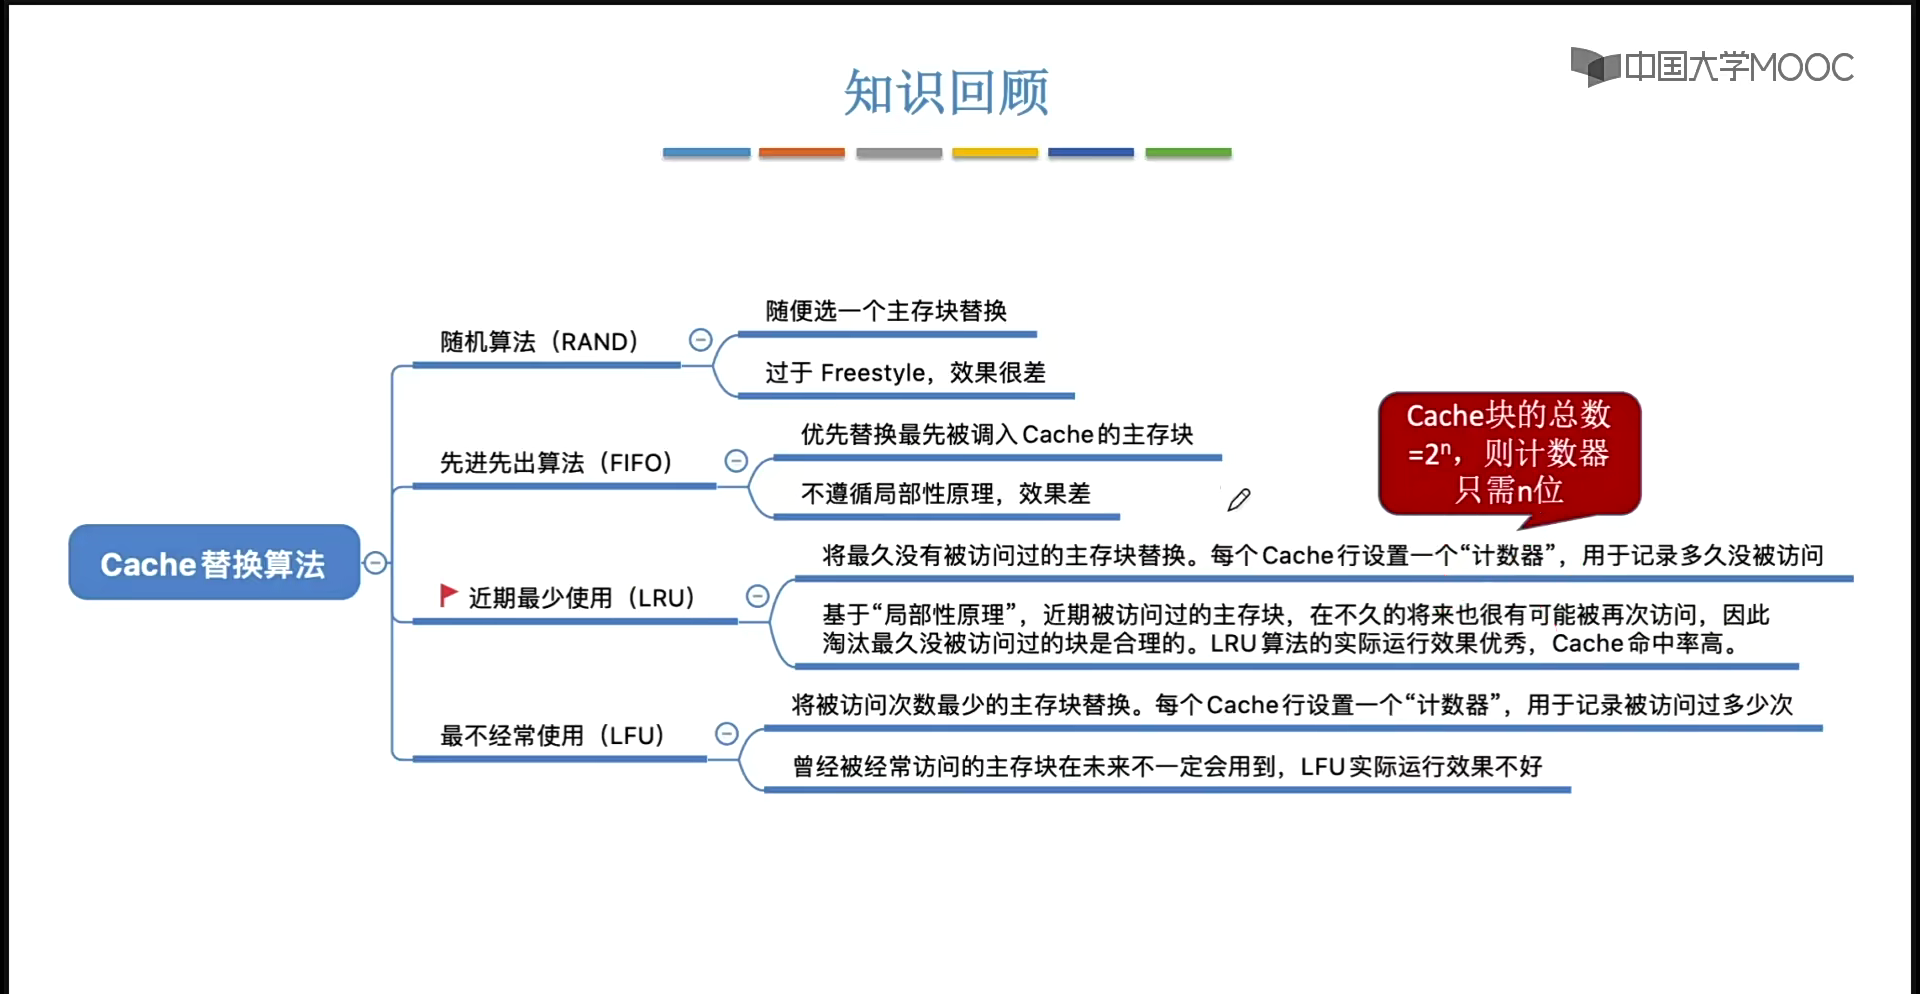 中国大学MOOC
知识回顾
随便选一个主存块替换
随机算法（RAND）
过于 Freestyle，效果很差
优先替换最先被调入Cache的主存块
先进先出算法（FIFO）
不遵循局部性原理，效果差
Cache块的总数
=2ⁿ，则计数器
只需n位
Cache替换算法
将最久没有被访问过的主存块替换。每个Cache行设置一个“计数器”，用于记录多久没被访问
近期最少使用（LRU）
基于“局部性原理”，近期被访问过的主存块，在不久的将来也很有可能被再次访问，因此
淘汰最久没被访问过的块是合理的。LRU算法的实际运行效果优秀，Cache命中率高。
将被访问次数最少的主存块替换。每个Cache行设置一个“计数器”，用于记录被访问过多少次
最不经常使用（LFU）
曾经被经常访问的主存块在未来不一定会用到，LFU实际运行效果不好